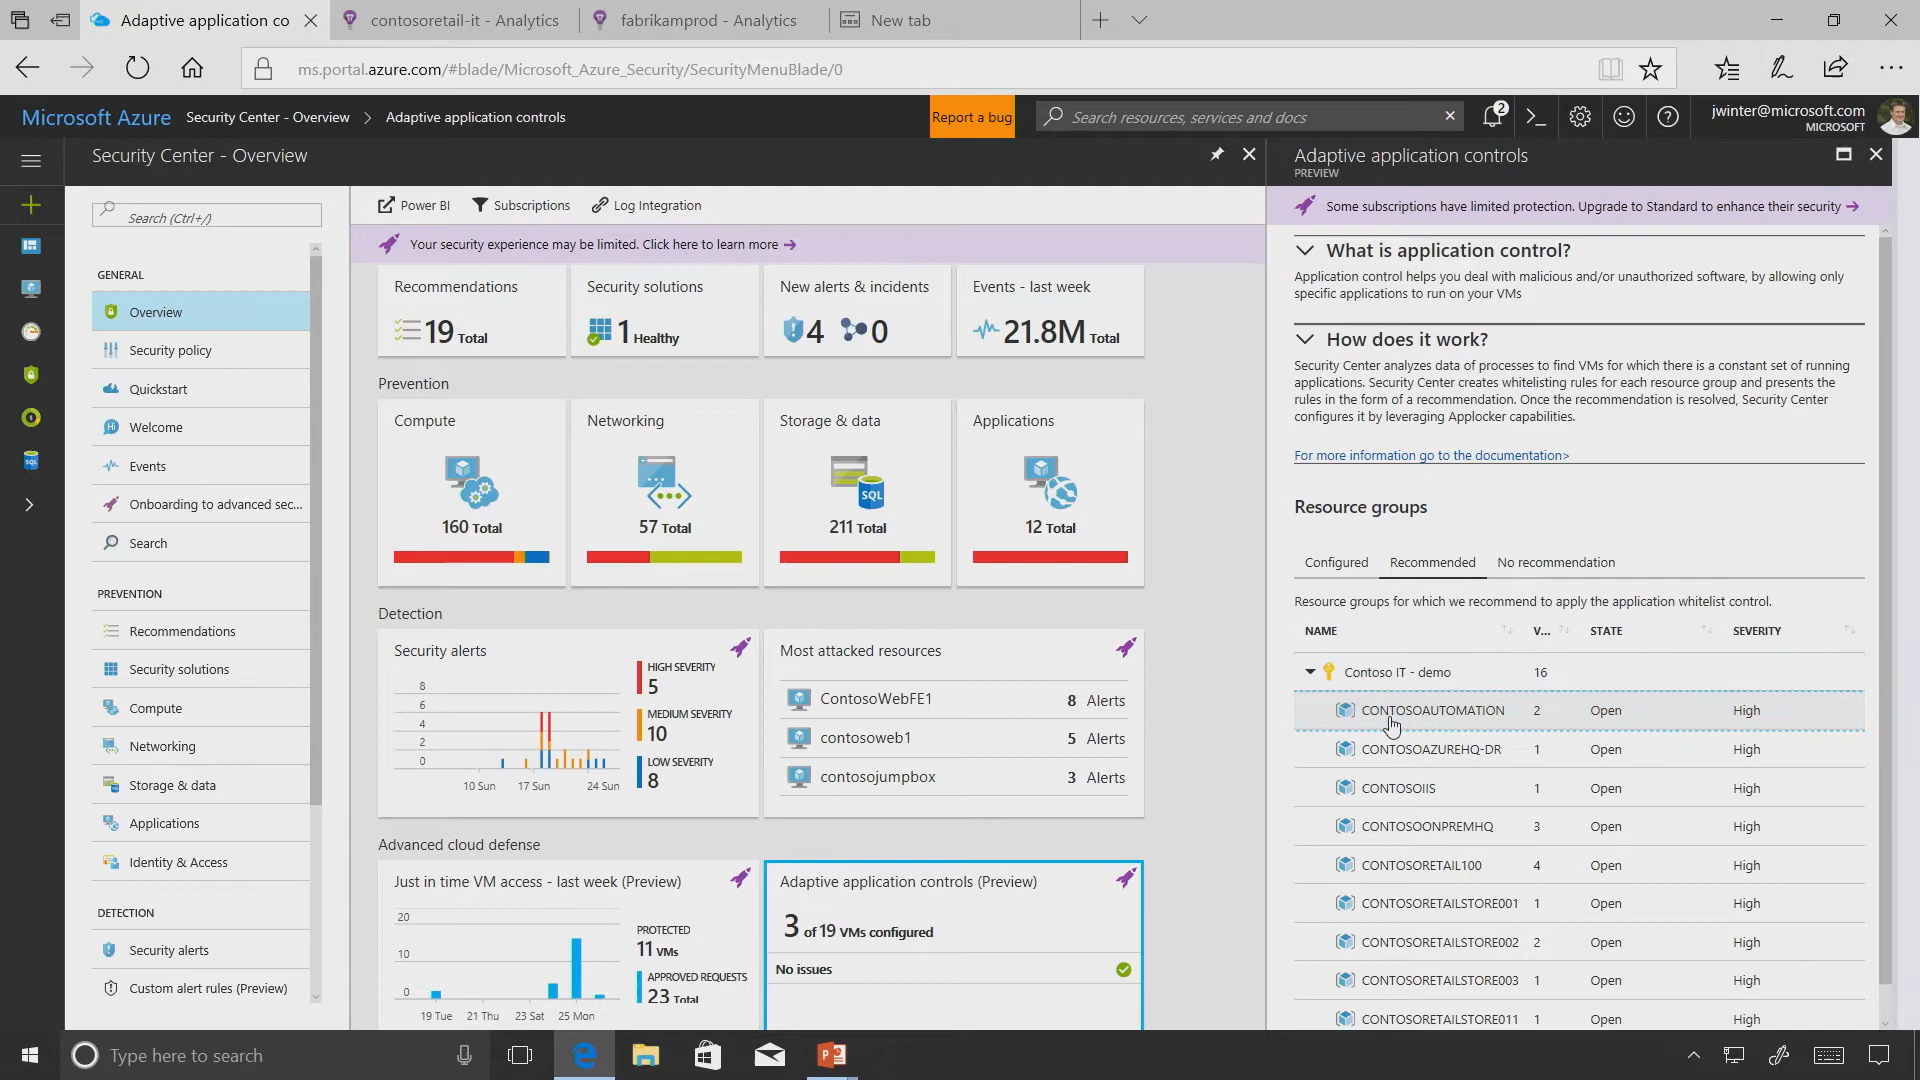 Adaptive application co
contosoretail-it - Analytics
fabrikamprod - Analytics
New tab
ms.portal.azure.com/#blade/Microsoft_Azure_Security/SecurityMenuBlade/0
Microsoft Azure
Security Center - Overview > Adaptive application controls
Report a bug
Search resources, services and docs
2
jwinter@microsoft.com
MICROSOFT
Security Center - Overview
Search (Ctrl+/)
GENERAL
Overview
Security policy
Quickstart
Welcome
Events
Onboarding to advanced sec...
Search
PREVENTION
Recommendations
Security solutions
Compute
Networking
Storage & data
Applications
Identity & Access
DETECTION
Security alerts
Custom alert rules (Preview)
Power BI
Subscriptions
Log Integration
Your security experience may be limited. Click here to learn more →
Recommendations
19 Total
Security solutions
1 Healthy
New alerts & incidents
4
0
Events - last week
21.8M Total
Prevention
Compute
160 Total
Networking
57 Total
Storage & data
SQL
211 Total
Applications
12 Total
Detection
Security alerts
8
6
4
2
0
10 Sun
17 Sun
24 Sun
HIGH SEVERITY
5
MEDIUM SEVERITY
10
LOW SEVERITY
8
Most attacked resources
ContosoWebFE1 8 Alerts
contosoweb1 5 Alerts
contosojumpbox 3 Alerts
Advanced cloud defense
Just in time VM access - last week (Preview)
20
10
0
19 Tue
21 Thu
23 Sat
25 Mon
PROTECTED
11 VMs
APPROVED REQUESTS
23 Total
Adaptive application controls (Preview)
3 of 19 VMs configured
No issues
Adaptive application controls
PREVIEW
Some subscriptions have limited protection. Upgrade to Standard to enhance their security →
What is application control?
Application control helps you deal with malicious and/or unauthorized software, by allowing only
specific applications to run on your VMs
How does it work?
Security Center analyzes data of processes to find VMs for which there is a constant set of running
applications. Security Center creates whitelisting rules for each resource group and presents the
rules in the form of a recommendation. Once the recommendation is resolved, Security Center
configures it by leveraging Applocker capabilities.
For more information go to the documentation>
Resource groups
Configured
Recommended
No recommendation
Resource groups for which we recommend to apply the application whitelist control.
NAME V... STATE SEVERITY
Contoso IT - demo 16
CONTOSOAUTOMATION 2 Open High
CONTOSOAZUREHQ-DR 1 Open High
CONTOSOIIS 1 Open High
CONTOSOONPREMHQ 3 Open High
CONTOSORETAIL100 4 Open High
CONTOSORETAILSTORE001 1 Open High
CONTOSORETAILSTORE002 2 Open High
CONTOSORETAILSTORE003 1 Open High
CONTOSORETAILSTORE011 1 Open High
Type here to search